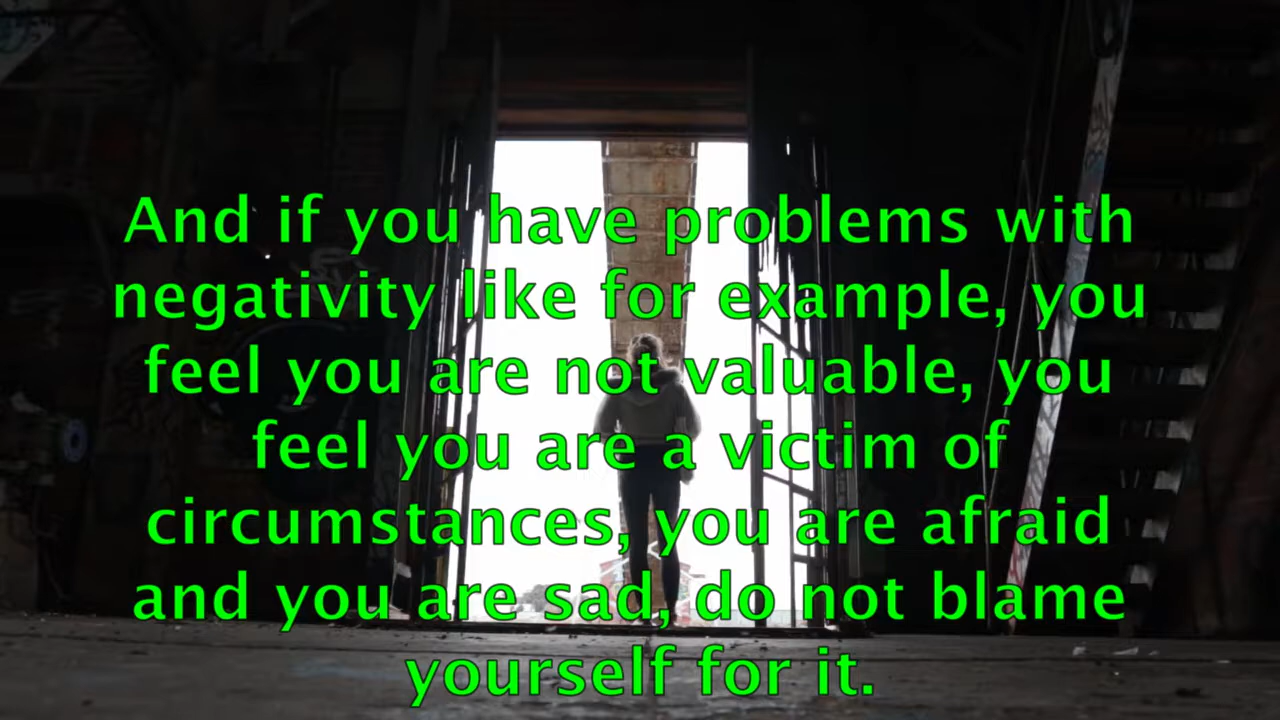 And if you have problems with
negativity like for example, you
feel you are not valuable, you
feel you are a victim of
circumstances, you are afraid
and you are sad, do not blame
yourself for it.